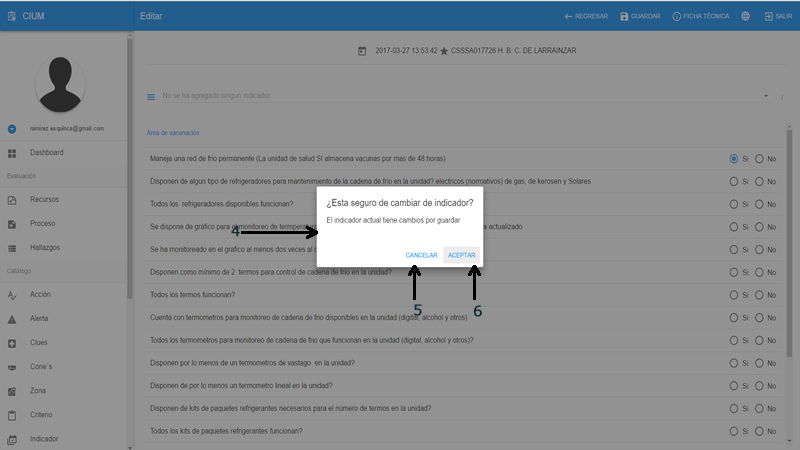 CIUM
Editar
REGRESAR
GUARDAR
FICHA TÉCNICA
SALIR
2017-03-27 13:53:42 ★ CSSSA017726 H. B. C. DE LARRAINZAR
No se ha agregado ningun indicador
ramirez.esquinca@gmail.com
Dashboard
Evaluación
Recursos
Proceso
Hallazgos
Catálogo
Acción
Alerta
Clues
Cone´s
Zona
Criterio
Indicador
Área de vacunación
Maneja una red de frio permanente (La unidad de salud SI almacena vacunas por mas de 48 horas) Si No
Disponen de algun tipo de refrigeradores para mantenimiento de la cadena de frio en la unidad? electricos (normativos) de gas, de kerosen y Solares Si No
Todos los refrigeradores disponibles funcionan? Si No
Se dispone de gráfico para el monitoreo de termpera actualizado Si No
Se ha monitoreado en el grafico al menos dos veces al d Si No
Disponen como mínimo de 2 termos para control de cadena de frio en la unidad? Si No
Todos los termos funcionan? Si No
Cuenta con termometros para monitoreo de cadena de frio disponibles en la unidad (digital, alcohol y otros) Si No
Todos los termometros para monitoreo de cadena de frio que funcionan en la unidad (digital, alcohol y otros)? Si No
Disponen por lo menos de un termometros de vastago en la unidad? Si No
Disponen de por lo menos un termometro lineal en la unidad? Si No
Disponen de kits de paquetes refrigerantes necesarios para el número de termos en la unidad? Si No
Todos los kits de paquetes refrigerantes funcionan? Si No
¿Esta seguro de cambiar de indicador?
El indicador actual tiene cambios por guardar
CANCELAR
ACEPTAR
4
5
6